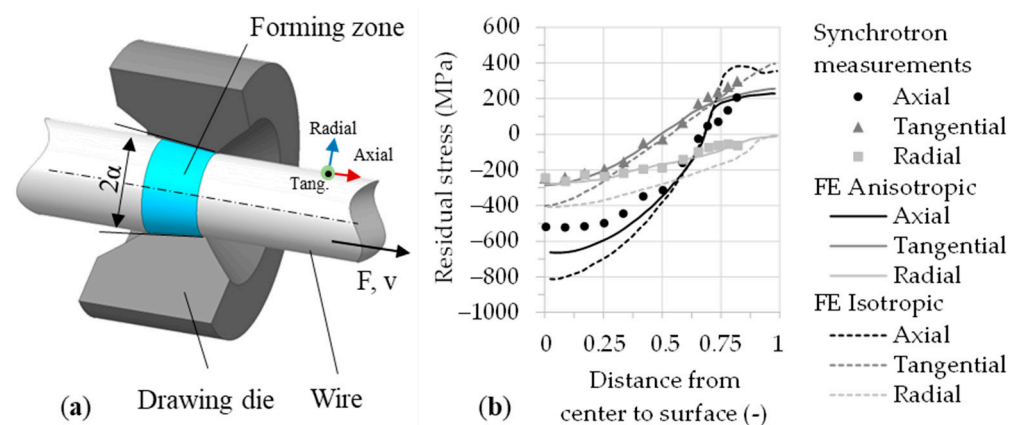 Forming zone
Radial
Axial
Tang.
2α
F, v
Drawing die
Wire
(a)
Residual stress (MPa)
600
400
200
0
−200
−400
−600
−800
−1000
0
0.25
0.5
0.75
1
Distance from
center to surface (-)
(b)
Synchrotron
measurements
Axial
Tangential
Radial
FE Anisotropic
Axial
Tangential
Radial
FE Isotropic
Axial
Tangential
Radial